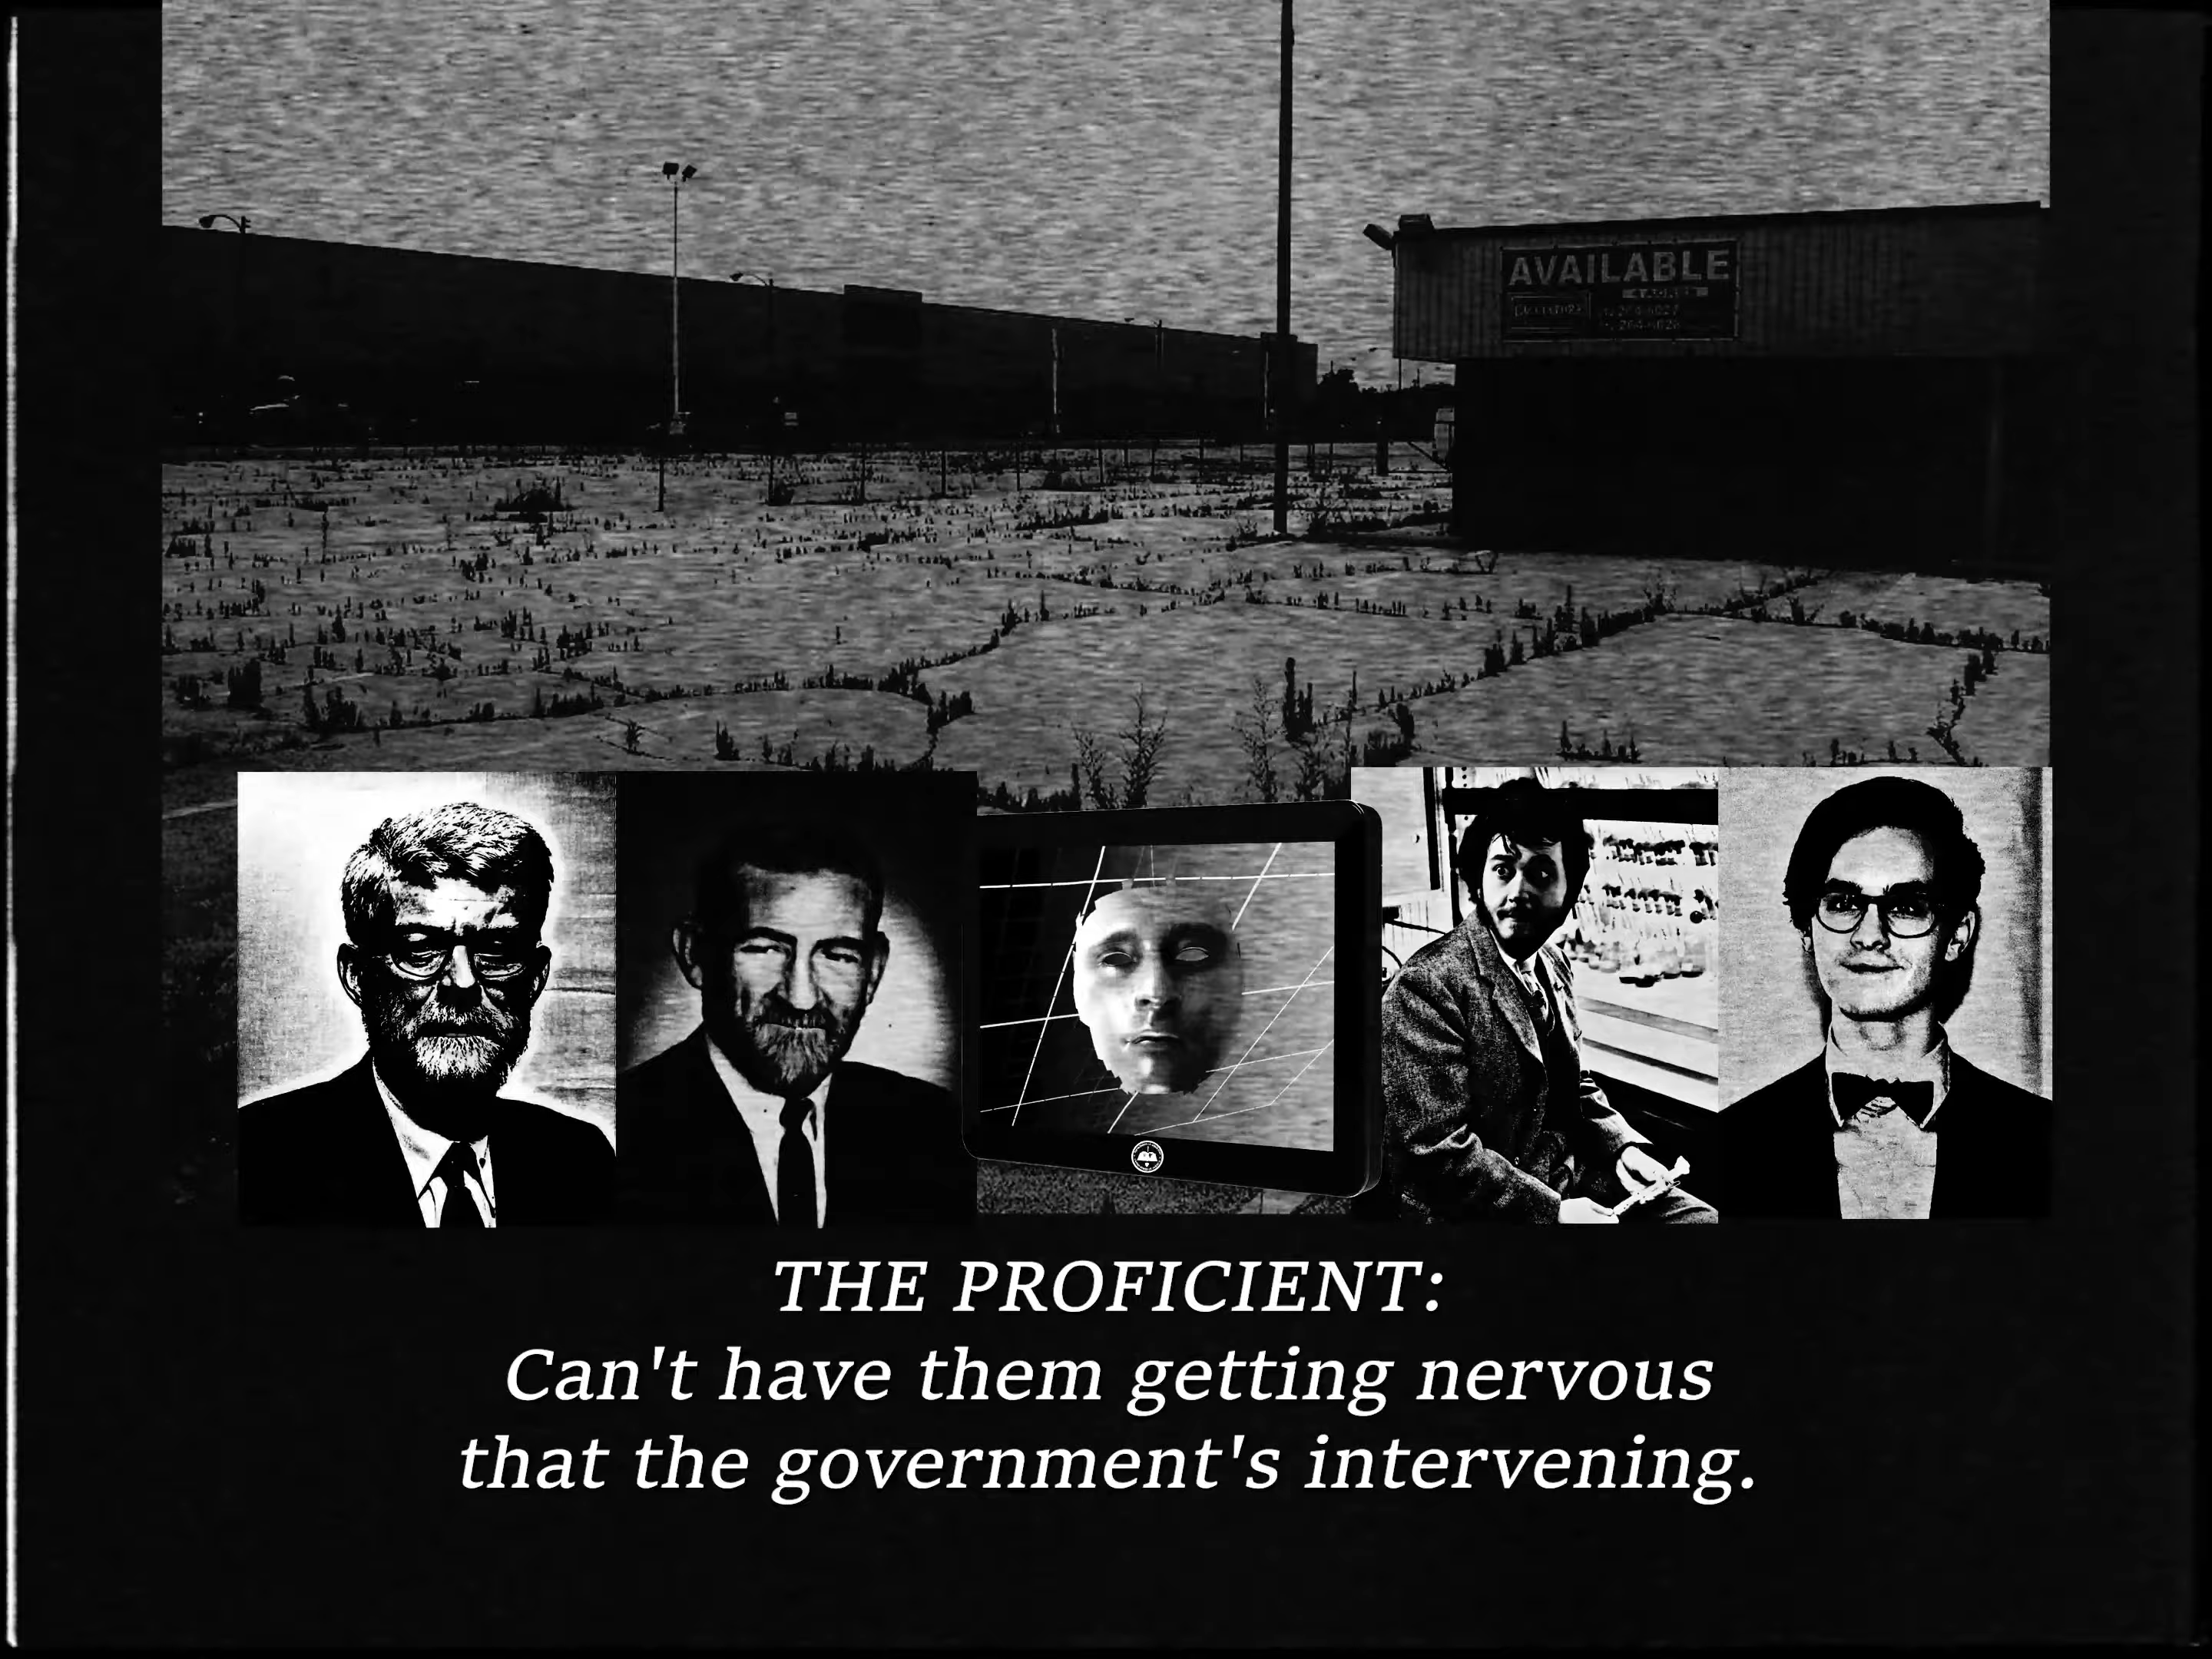 AVAILABLE
THE PROFICIENT:
Can't have them getting nervous
that the government's intervening.